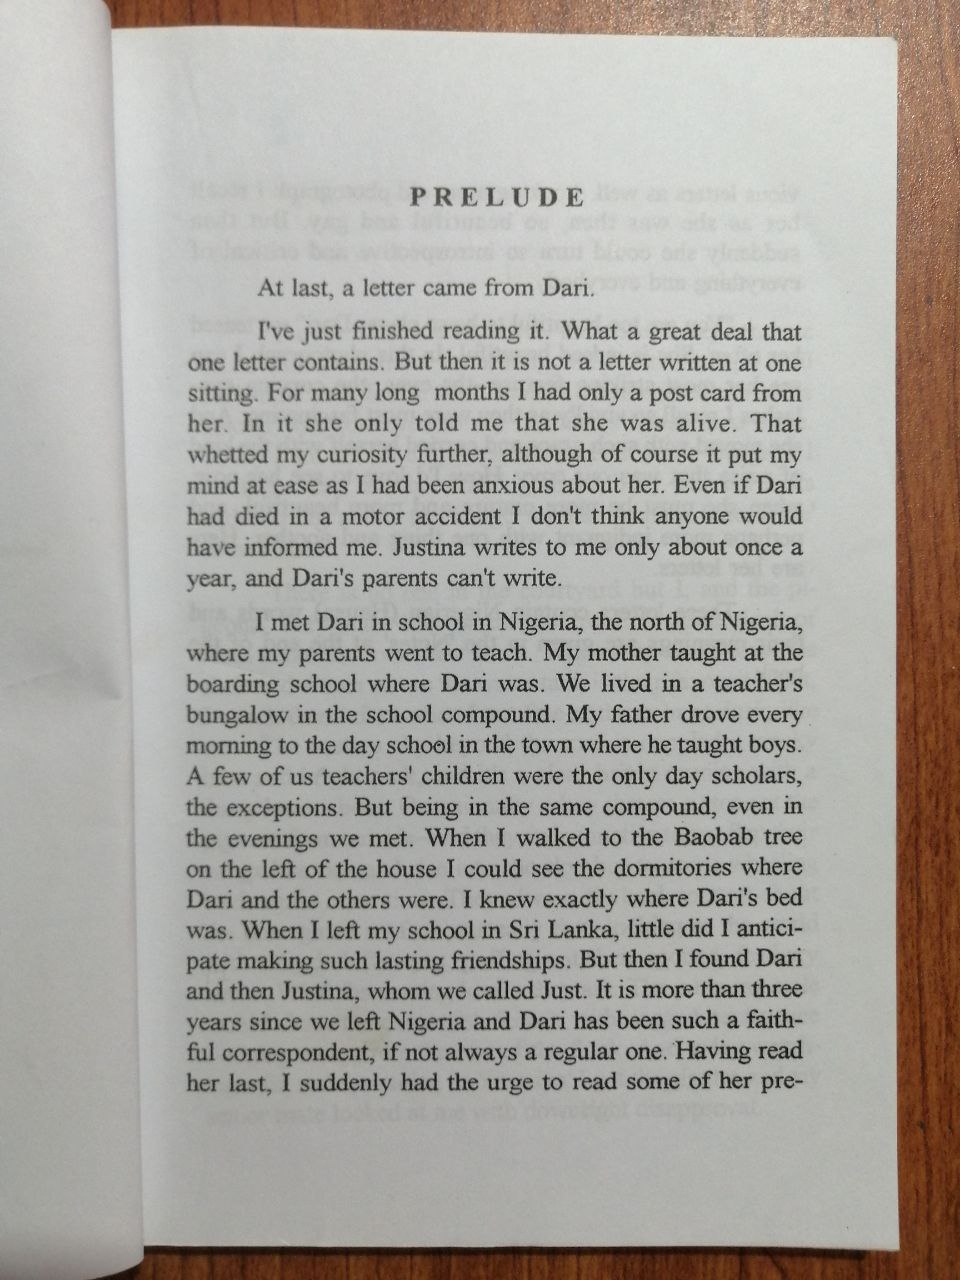 PRELUDE
At last, a letter came from Dari.
I've just finished reading it. What a great deal that
one letter contains. But then it is not a letter written at one
sitting. For many long months I had only a post card from
her. In it she only told me that she was alive. That
whetted my curiosity further, although of course it put my
mind at ease as I had been anxious about her. Even if Dari
had died in a motor accident I don't think anyone would
have informed me. Justina writes to me only about once a
year, and Dari's parents can't write.
I met Dari in school in Nigeria, the north of Nigeria,
where my parents went to teach. My mother taught at the
boarding school where Dari was. We lived in a teacher's
bungalow in the school compound. My father drove every
morning to the day school in the town where he taught boys.
A few of us teachers' children were the only day scholars,
the exceptions. But being in the same compound, even in
the evenings we met. When I walked to the Baobab tree
on the left of the house I could see the dormitories where
Dari and the others were. I knew exactly where Dari's bed
was. When I left my school in Sri Lanka, little did I antici-
pate making such lasting friendships. But then I found Dari
and then Justina, whom we called Just. It is more than three
years since we left Nigeria and Dari has been such a faith-
ful correspondent, if not always a regular one. Having read
her last, I suddenly had the urge to read some of her pre-